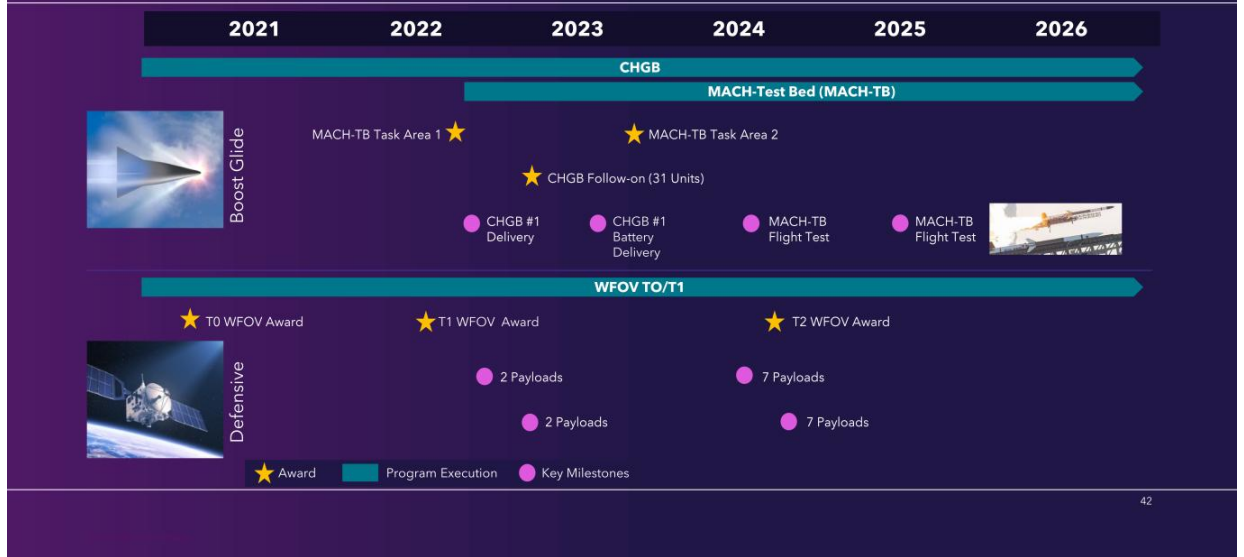 2021 2022 2023 2024 2025 2026
CHGB
MACH-Test Bed (MACH-TB)
Boost Glide
MACH-TB Task Area 1
MACH-TB Task Area 2
CHGB Follow-on (31 Units)
CHGB #1
Delivery
CHGB #1
Battery
Delivery
MACH-TB
Flight Test
MACH-TB
Flight Test
WFOV TO/T1
Defensive
T0 WFOV Award
T1 WFOV Award
T2 WFOV Award
2 Payloads
7 Payloads
2 Payloads
7 Payloads
Award
Program Execution
Key Milestones
42